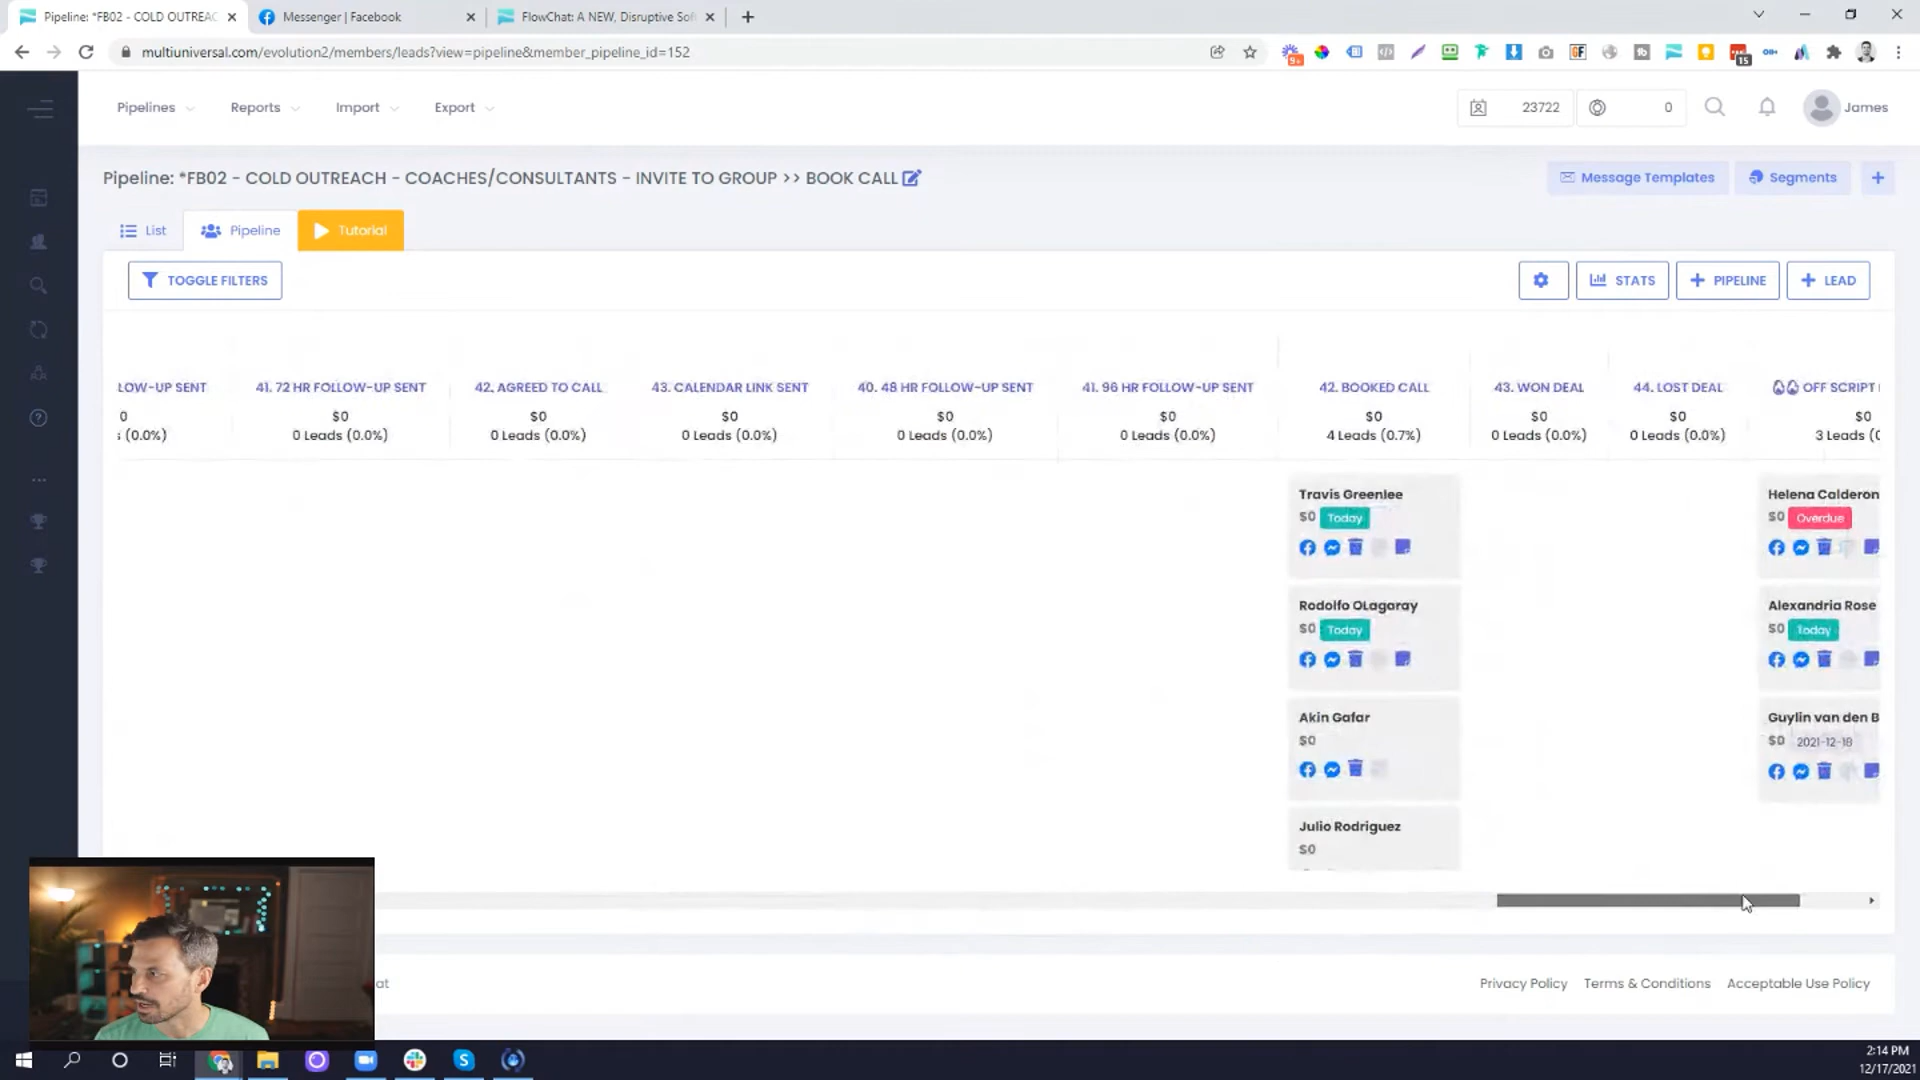 Pipeline: *FB02 - COLD OUTREAC
Messenger | Facebook
FlowChat: A NEW, Disruptive Sof
multiuniversal.com/evolution2/members/leads?view=pipeline&member_pipeline_id=152
9+
GF
15
Pipelines
Reports
Import
Export
23722
0
James
Pipeline: *FB02 - COLD OUTREACH - COACHES/CONSULTANTS - INVITE TO GROUP >> BOOK CALL
Message Templates
Segments
+
List
Pipeline
Tutorial
TOGGLE FILTERS
STATS
+ PIPELINE
+ LEAD
LOW-UP SENT
41. 72 HR FOLLOW-UP SENT
42. AGREED TO CALL
43. CALENDAR LINK SENT
40. 48 HR FOLLOW-UP SENT
41. 96 HR FOLLOW-UP SENT
42. BOOKED CALL
43. WON DEAL
44. LOST DEAL
OFF SCRIPT
0
$0
$0
$0
$0
$0
$0
$0
$0
$0
s (0.0%)
0 Leads (0.0%)
0 Leads (0.0%)
0 Leads (0.0%)
0 Leads (0.0%)
0 Leads (0.0%)
4 Leads (0.7%)
0 Leads (0.0%)
0 Leads (0.0%)
3 Leads (0
Travis Greenlee
$0 Today
Rodolfo OLagaray
$0 Today
Akin Gafar
$0
Julio Rodriguez
$0
Helena Calderon
$0 Overdue
Alexandria Rose
$0 Today
Guylin van den B
$0 2021-12-18
at
Privacy Policy
Terms & Conditions
Acceptable Use Policy
2:14 PM
12/17/2021